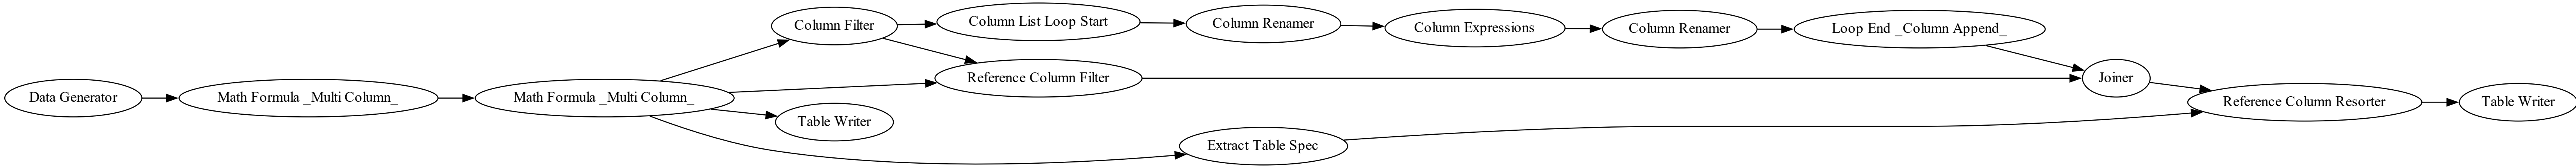 Data Generator
Math Formula _Multi Column_
Math Formula _Multi Column_
Column Filter
Column List Loop Start
Column Renamer
Column Expressions
Column Renamer
Loop End _Column Append_
Reference Column Filter
Joiner
Table Writer
Extract Table Spec
Reference Column Resorter
Table Writer